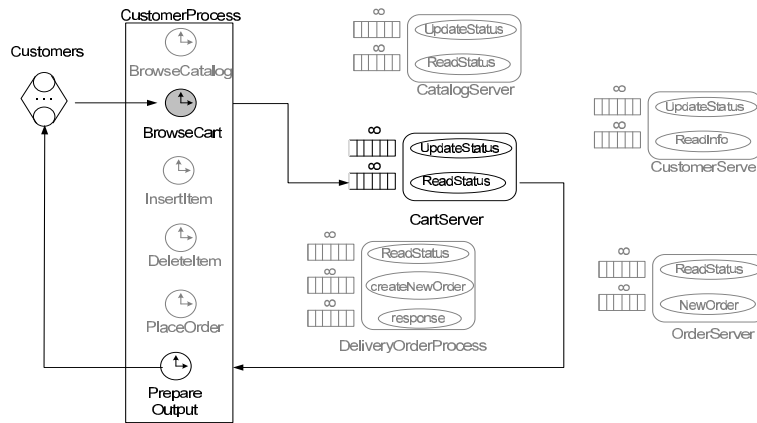 CustomerProcess
Customers
BrowseCatalog
BrowseCart
InsertItem
DeleteItem
PlaceOrder
Prepare
Output
∞
UpdateStatus
∞
ReadStatus
CatalogServer
∞
UpdateStatus
∞
ReadStatus
CartServer
∞
UpdateStatus
∞
ReadInfo
CustomerServe
∞
ReadStatus
∞
createNewOrder
∞
response
DeliveryOrderProcess
∞
ReadStatus
∞
NewOrder
OrderServer